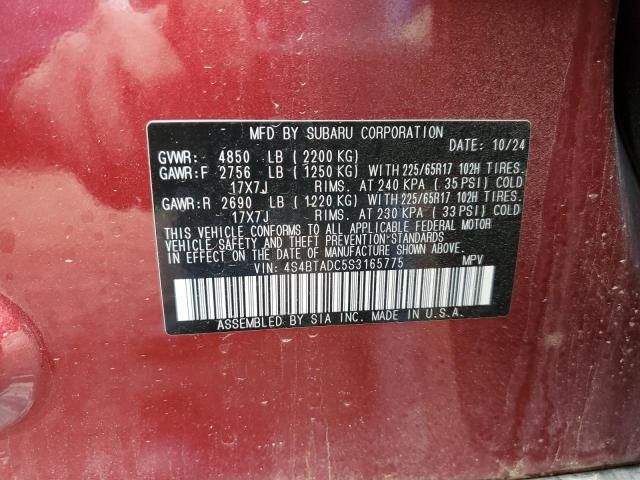 MFD BY SUBARU CORPORATION
GVWR: 4850 LB ( 2200 KG) DATE: 10/24
GAWR:F 2756 LB ( 1250 KG) WITH 225/65R17 102H TIRES.
17X7J RIMS. AT 240 KPA ( 35 PSI) COLD
GAWR:R 2690 LB ( 1220 KG) WITH 225/65R17 102H TIRES.
17X7J RIMS. AT 230 KPA ( 33 PSI) COLD
THIS VEHICLE CONFORMS TO ALL APPLICABLE FEDERAL MOTOR
VEHICLE SAFETY AND THEFT PREVENTION STANDARDS
IN EFFECT ON THE DATE OF MANUFACTURE SHOWN ABOVE.
VIN: 4S4BTADC5S3165775 MPV
ASSEMBLED BY SIA INC. MADE IN U.S.A.